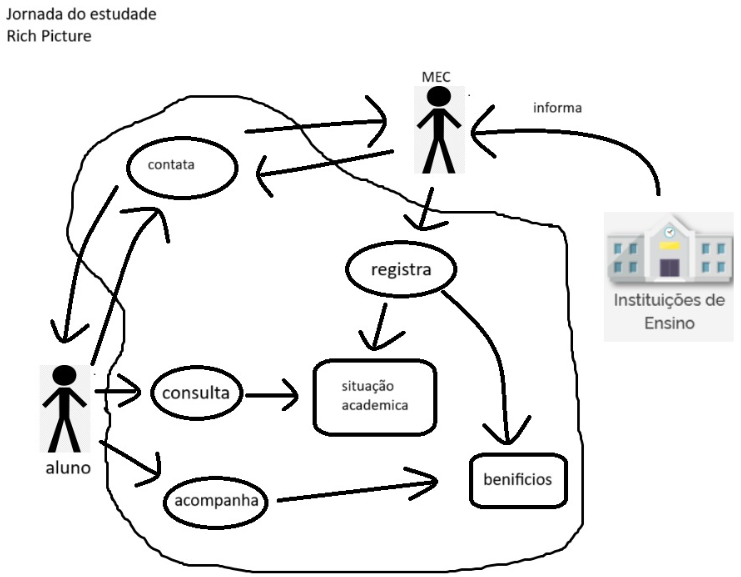 Jornada do estudade
Rich Picture
MEC
informa
contata
registra
Instituições de
Ensino
situação
academica
consulta
aluno
acompanha
benificios